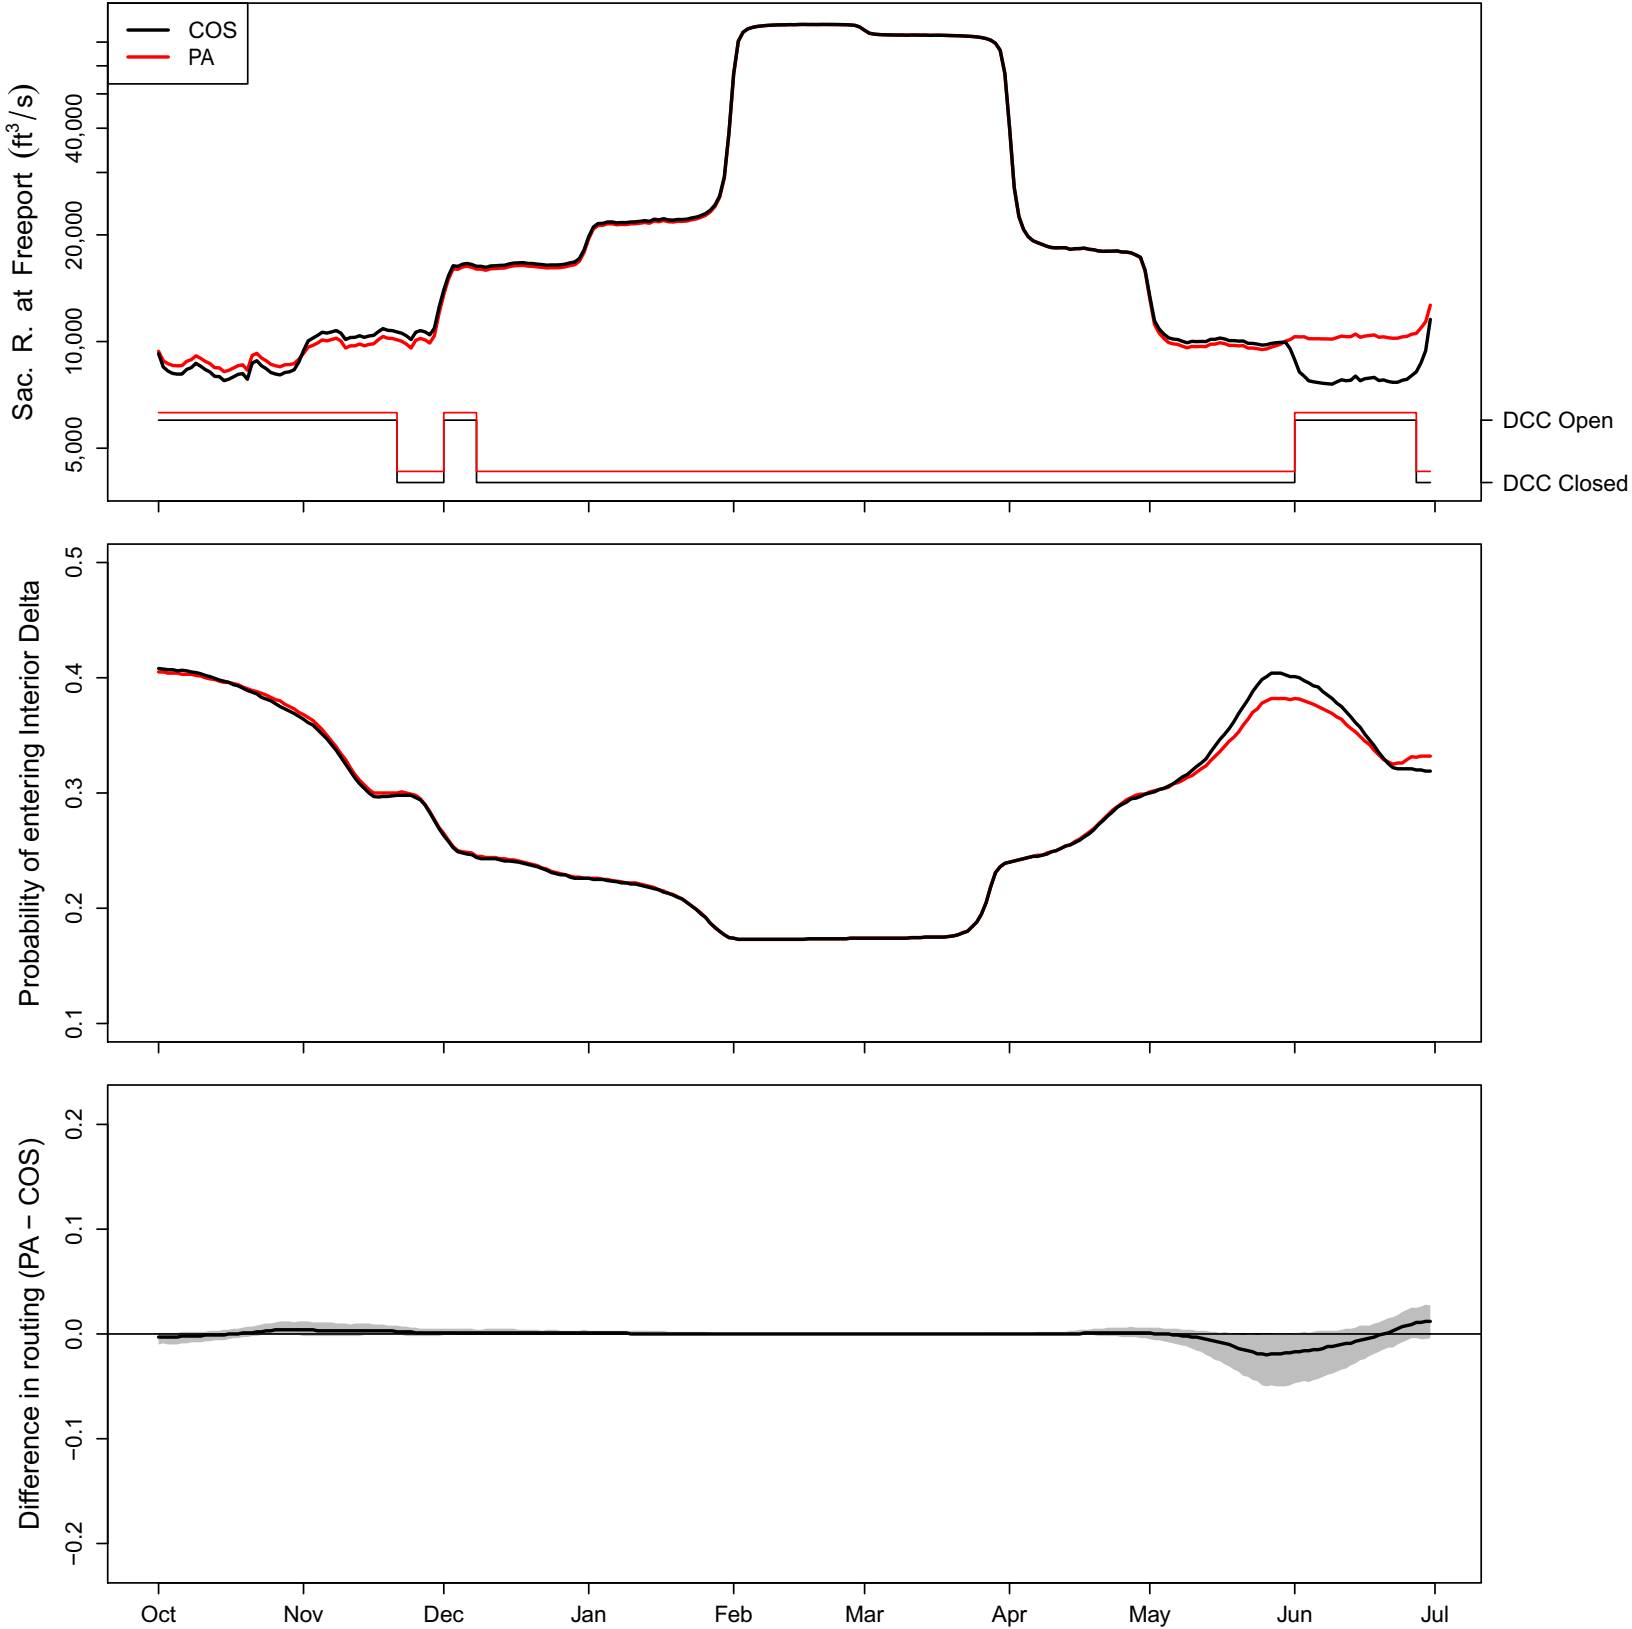 COS
PA
Sac. R. at Freeport (ft³/s)
40,000
20,000
10,000
5,000
DCC Open
DCC Closed
Probability of entering Interior Delta
0.5
0.4
0.3
0.2
0.1
Difference in routing (PA − COS)
0.2
0.1
0.0
−0.1
−0.2
Oct Nov Dec Jan Feb Mar Apr May Jun Jul